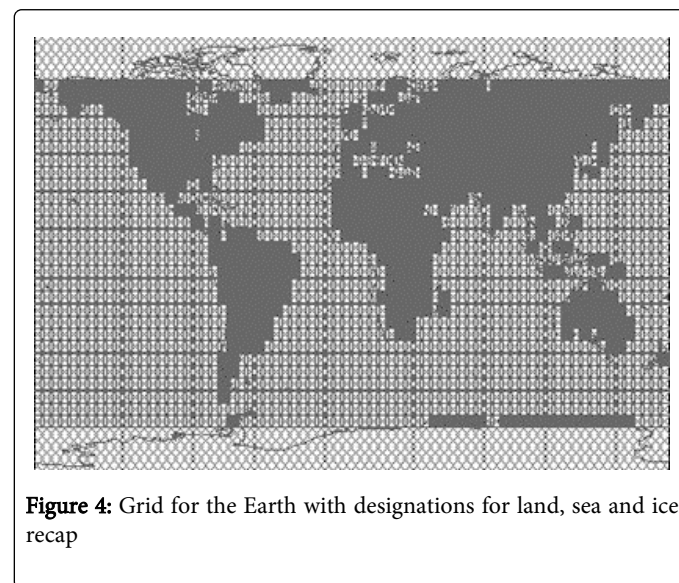 Figure 4: Grid for the Earth with designations for land, sea and ice
recap